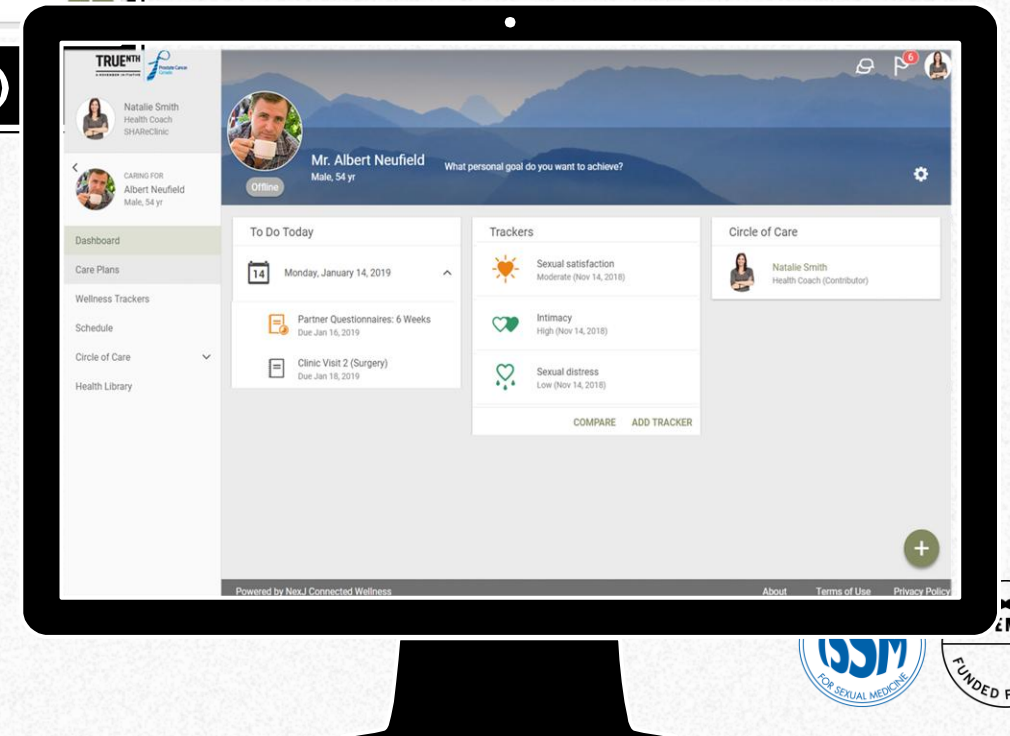 TRUENTH
A MOVEMBER INITIATIVE
Prostate Cancer
Canada
6
Natalie Smith
Health Coach
SHAReClinic
CARING FOR
Albert Neufield
Male, 54 yr
Mr. Albert Neufield
Male, 54 yr
What personal goal do you want to achieve?
Offline
Dashboard
Care Plans
Wellness Trackers
Schedule
Circle of Care
Health Library
To Do Today
14
Monday, January 14, 2019
Partner Questionnaires: 6 Weeks
Due Jan 16, 2019
Clinic Visit 2 (Surgery)
Due Jan 18, 2019
Trackers
Sexual satisfaction
Moderate (Nov 14, 2018)
Intimacy
High (Nov 14, 2018)
Sexual distress
Low (Nov 14, 2018)
COMPARE ADD TRACKER
Circle of Care
Natalie Smith
Health Coach (Contributor)
+
Powered by NexJ Connected Wellness
About Terms of Use Privacy Policy
ISSM
FOR SEXUAL MEDICINE
FUNDED